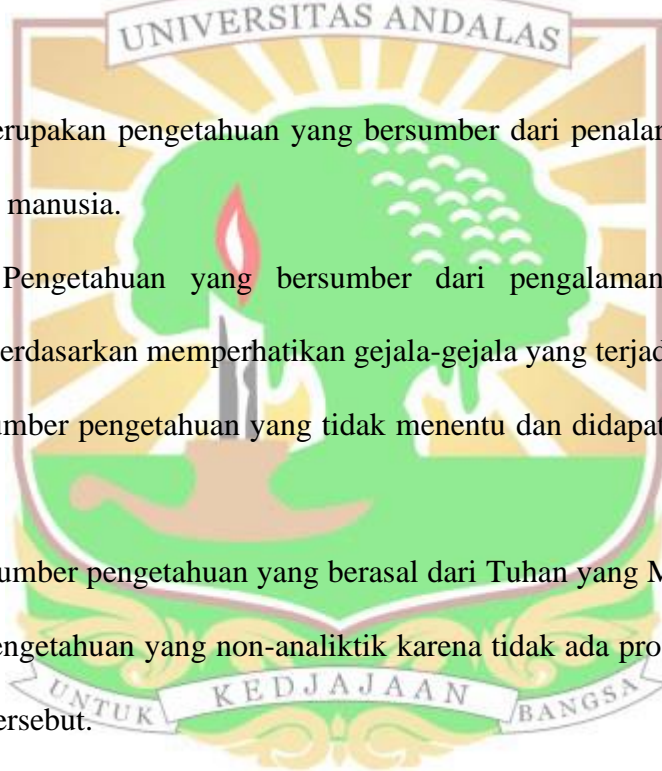 UNIVERSITAS ANDALAS
erupakan pengetahuan yang bersumber dari penalar
manusia.
Pengetahuan yang bersumber dari pengalaman
erdasarkan memperhatikan gejala-gejala yang terjad
umber pengetahuan yang tidak menentu dan didapat
umber pengetahuan yang berasal dari Tuhan yang M
engetahuan yang non-analiktik karena tidak ada pro
ersebut.
UNTUK KEDJAJAAN BANGSA